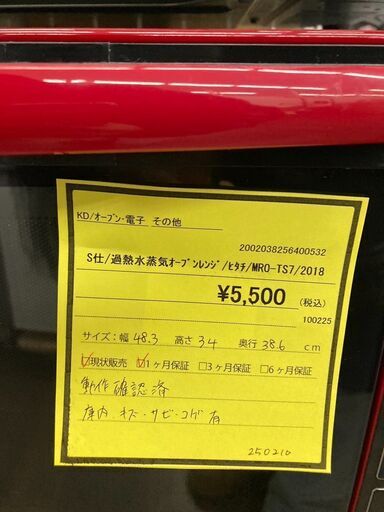 KD/オーブン・電子 その他
2002038256400532
S仕/過熱水蒸気ｵｰﾌﾞﾝﾚﾝｼﾞ/ﾋﾀﾁ/MRO-TS7/2018
¥5,500 (税込)
100225
サイズ：幅 48.3 高さ 34 奥行 38.6 cm
☑現状販売 ☑1ヶ月保証 □3ヶ月保証 □6ヶ月保証
動作確認済
庫内 キズ・サビ・コゲ有
250210